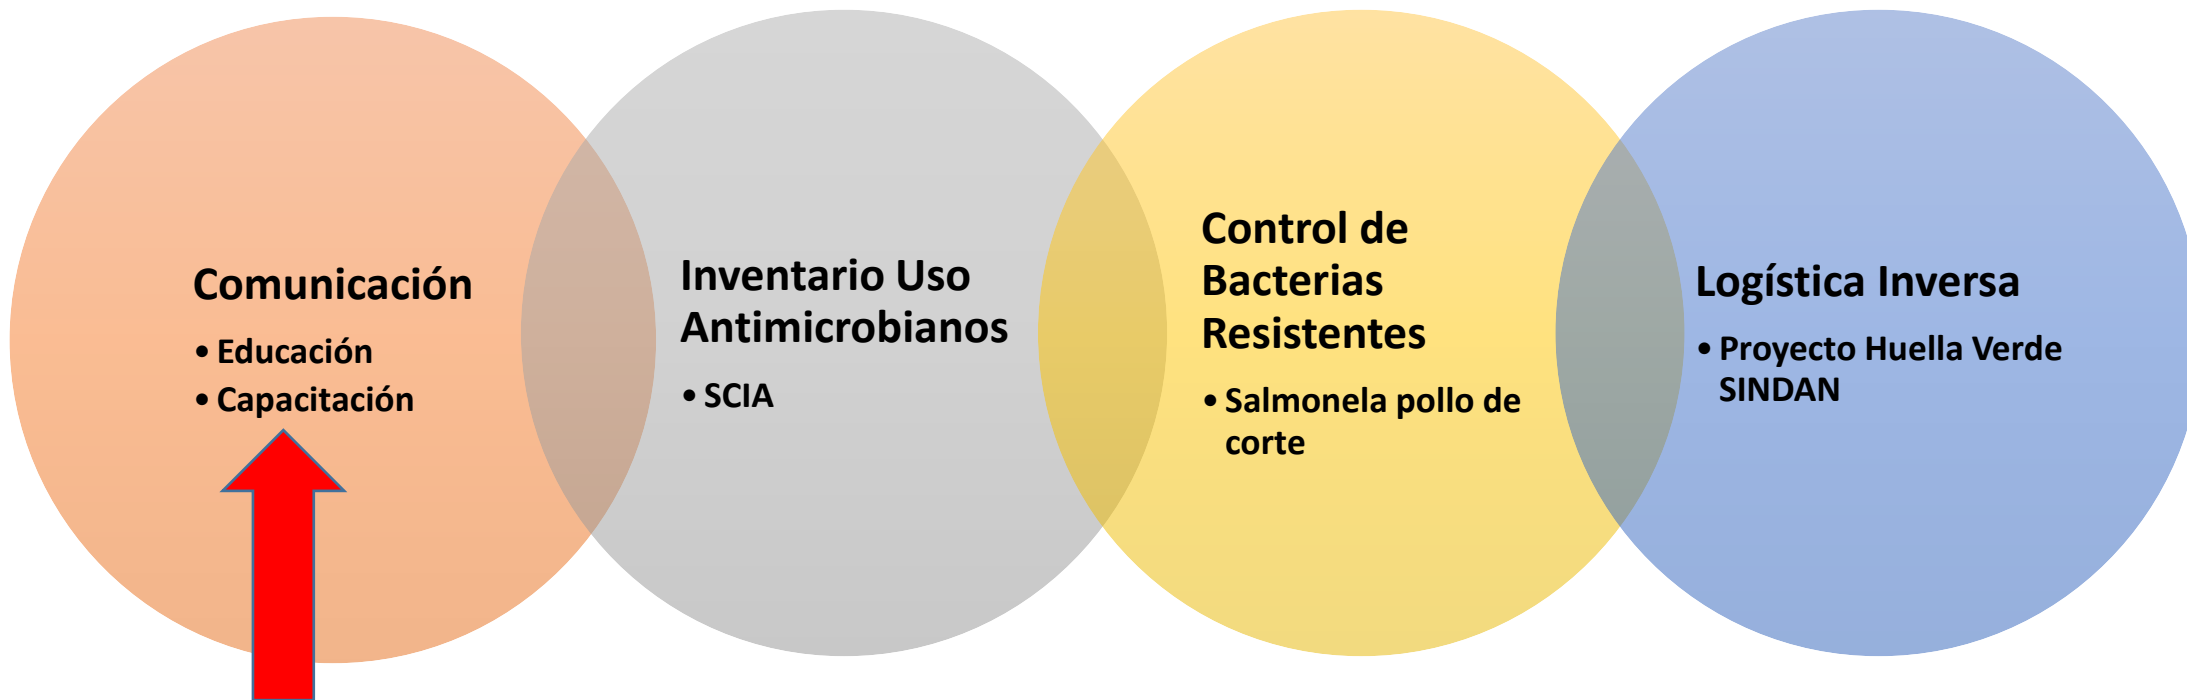 Comunicación
• Educación
• Capacitación
Inventario Uso
Antimicrobianos
• SCIA
Control de
Bacterias
Resistentes
• Salmonela pollo de
corte
Logística Inversa
• Proyecto Huella Verde
SINDAN